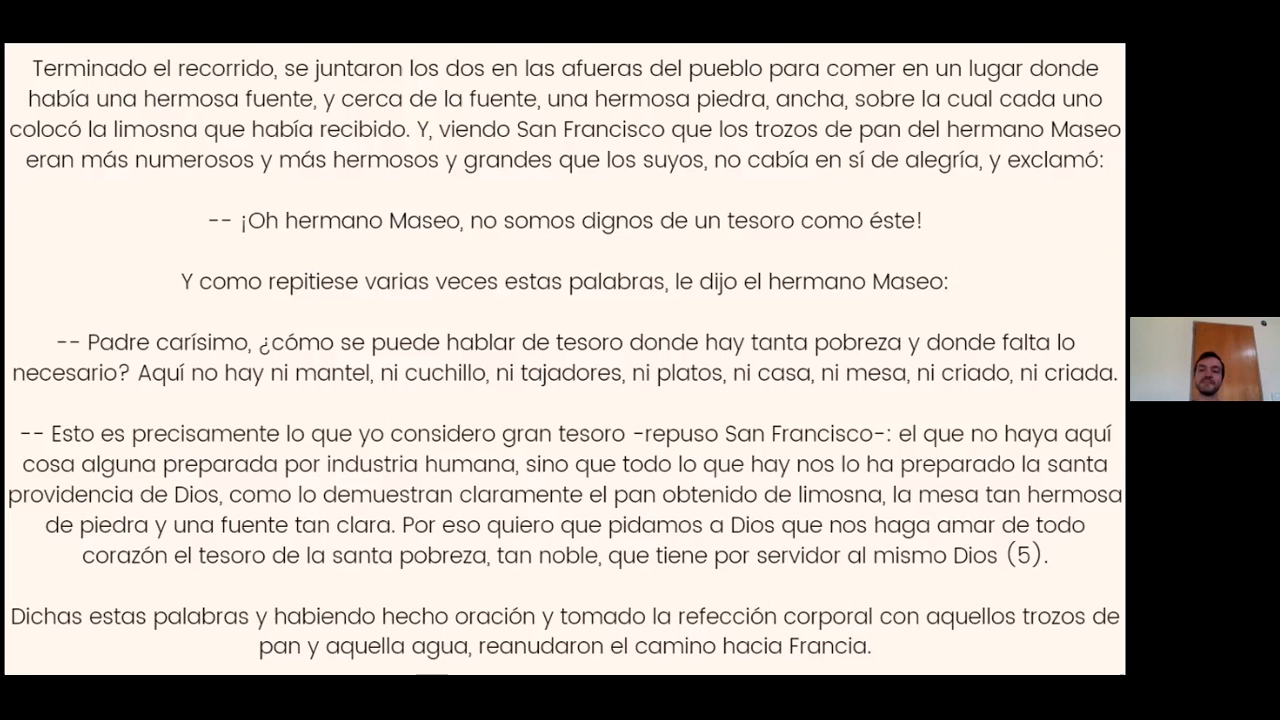 Terminado el recorrido, se juntaron los dos en las afueras del pueblo para comer en un lugar donde
había una hermosa fuente, y cerca de la fuente, una hermosa piedra, ancha, sobre la cual cada uno
colocó la limosna que había recibido. Y, viendo San Francisco que los trozos de pan del hermano Maseo
eran más numerosos y más hermosos y grandes que los suyos, no cabía en sí de alegría, y exclamó:
-- ¡Oh hermano Maseo, no somos dignos de un tesoro como éste!
Y como repitiese varias veces estas palabras, le dijo el hermano Maseo:
-- Padre carísimo, ¿cómo se puede hablar de tesoro donde hay tanta pobreza y donde falta lo
necesario? Aquí no hay ni mantel, ni cuchillo, ni tajadores, ni platos, ni casa, ni mesa, ni criado, ni criada.
-- Esto es precisamente lo que yo considero gran tesoro -repuso San Francisco-: el que no haya aquí
cosa alguna preparada por industria humana, sino que todo lo que hay nos lo ha preparado la santa
providencia de Dios, como lo demuestran claramente el pan obtenido de limosna, la mesa tan hermosa
de piedra y una fuente tan clara. Por eso quiero que pidamos a Dios que nos haga amar de todo
corazón el tesoro de la santa pobreza, tan noble, que tiene por servidor al mismo Dios (5).
Dichas estas palabras y habiendo hecho oración y tomado la refección corporal con aquellos trozos de
pan y aquella agua, reanudaron el camino hacia Francia.